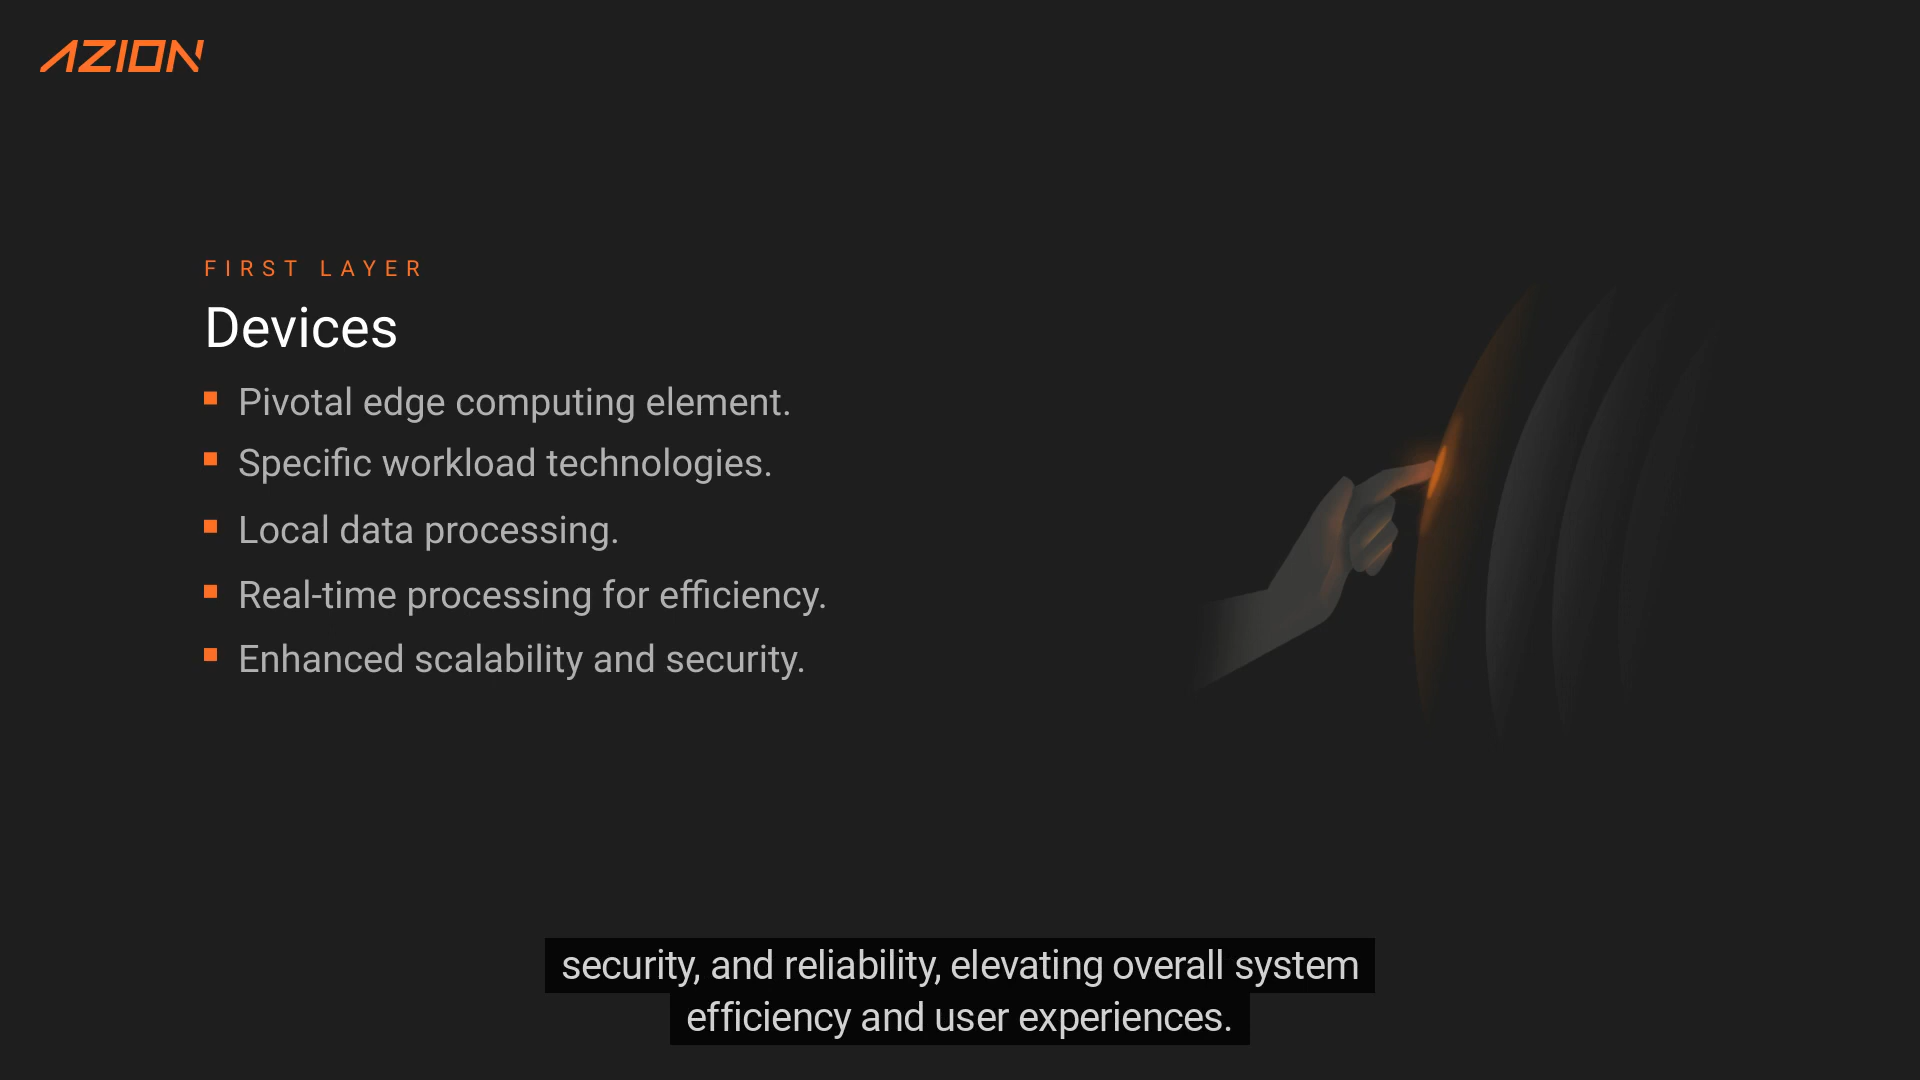 AZION
FIRST LAYER
Devices
Pivotal edge computing element.
Specific workload technologies.
Local data processing.
Real-time processing for efficiency.
Enhanced scalability and security.
security, and reliability, elevating overall system
efficiency and user experiences.